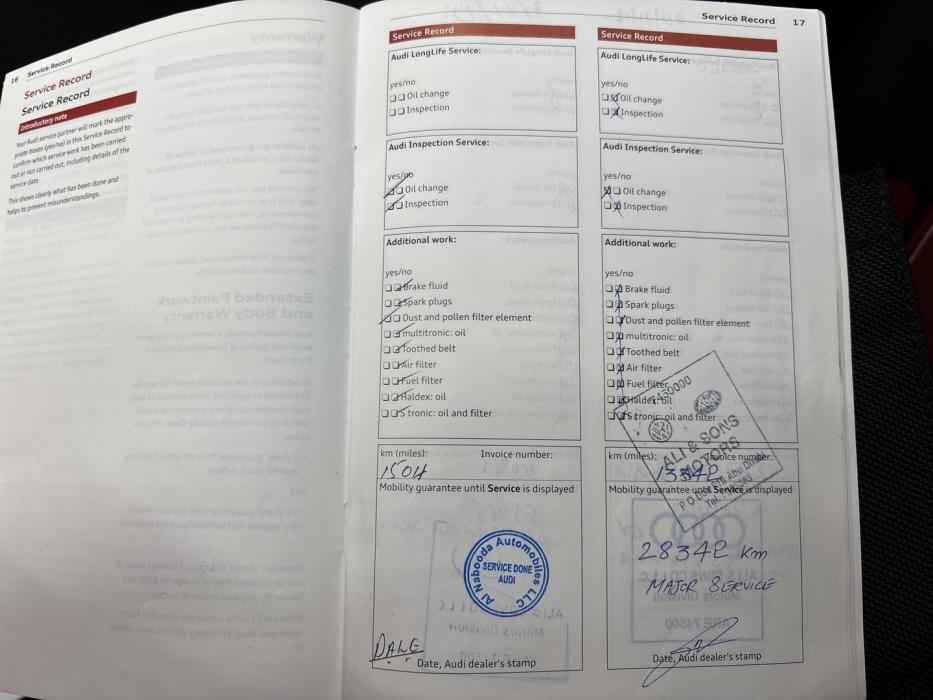 16 Service Record
Service Record
Service Record
Introductory note
Your Audi service partner will mark the appro-
priate boxes (yes/no) in this Service Record to
confirm which service work has been carried
out or not carried out, including details of the
service date.
This shows clearly what has been done and
helps to prevent misunderstandings.
Service Record 17
Service Record
Audi LongLife Service:
yes/no
Oil change
Inspection
Audi Inspection Service:
yes/no
Oil change
Inspection
Additional work:
yes/no
Brake fluid
Spark plugs
Dust and pollen filter element
multitronic: oil
Toothed belt
Air filter
Fuel filter
Haldex: oil
S tronic: oil and filter
km (miles): Invoice number:
1504
Mobility guarantee until Service is displayed
Al Nabooda Automobiles LLC
SERVICE DONE
AUDI
DALE
Date, Audi dealer's stamp
Service Record
Audi LongLife Service:
yes/no
Oil change
Inspection
Audi Inspection Service:
yes/no
Oil change
Inspection
Additional work:
yes/no
Brake fluid
Spark plugs
Dust and pollen filter element
multitronic: oil
Toothed belt
Air filter
Fuel filter
Haldex: oil
S tronic: oil and filter
ALI & SONS
MOTORS
km (miles): Invoice number:
13542
Mobility guarantee until Service is displayed
28342 Km
MAJOR SERVICE
Date, Audi dealer's stamp